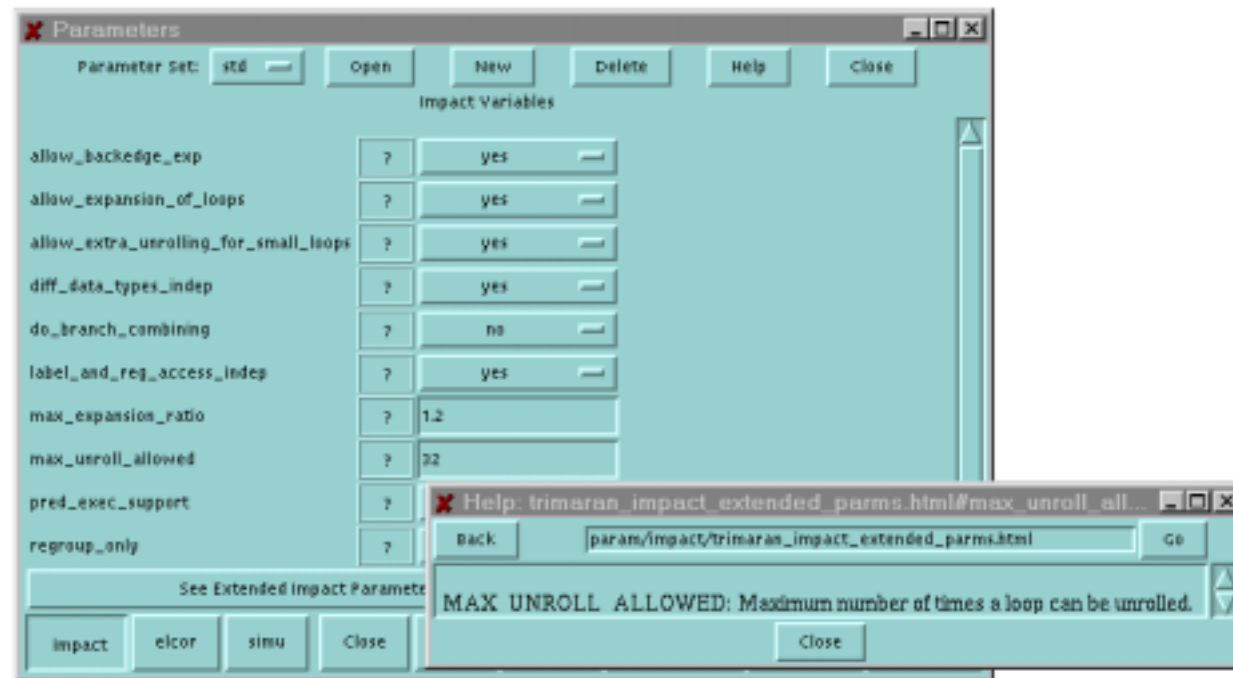 Parameters
Parameter Set: std Open New Delete Help Close
Impact Variables
allow_backedge_exp ? yes
allow_expansion_of_loops ? yes
allow_extra_unrolling_for_small_loops ? yes
diff_data_types_indep ? yes
do_branch_combining ? no
label_and_reg_access_indep ? yes
max_expansion_ratio ? 1.2
max_unroll_allowed ? 32
pred_exec_support ?
regroup_only ?
See Extended Impact Paramete
impact elcor simu Close
Help: trimaran_impact_extended_parms.html#max_unroll_all...
Back param/impact/trimaran_impact_extended_parms.html Go
MAX_UNROLL_ALLOWED: Maximum number of times a loop can be unrolled.
Close